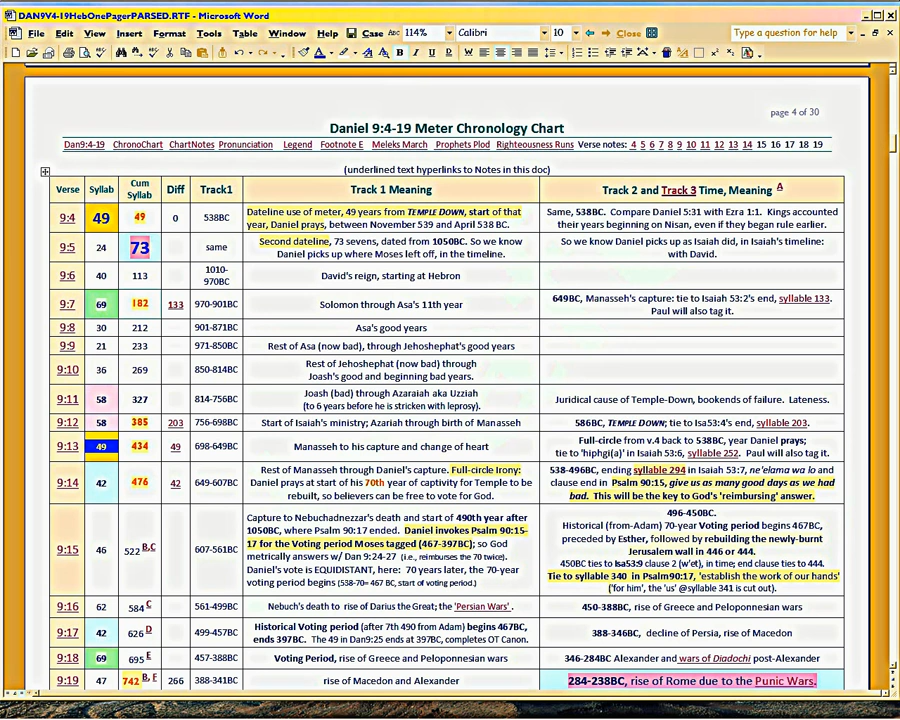 DAN9V4-19HebOnePagerPARSED.RTF - Microsoft Word
File Edit View Insert Format Tools Table Window Help Case Aç 114% Calibri 10 Close Type a question for help
page 4 of 30
Daniel 9:4-19 Meter Chronology Chart
Dan9:4-19 ChronoChart ChartNotes Pronunciation Legend Footnote E Meleks March Prophets Plod Righteousness Runs Verse notes: 4 5 6 7 8 9 10 11 12 13 14 15 16 17 18 19
(underlined text hyperlinks to Notes in this doc)
Verse Syllab Cum Syllab Diff Track1 Track 1 Meaning Track 2 and Track 3 Time, Meaning A
9:4 49 49 0 538BC Dateline use of meter, 49 years from TEMPLE DOWN, start of that
year, Daniel prays, between November 539 and April 538 BC.
Same, 538BC. Compare Daniel 5:31 with Ezra 1:1. Kings accounted
their years beginning on Nisan, even if they began rule earlier.
9:5 24 73 same Second dateline, 73 sevens, dated from 1050BC. So we know
Daniel picks up where Moses left off, in the timeline.
So we know Daniel picks up as Isaiah did, in Isaiah's timeline:
with David.
9:6 40 113 1010-
970BC
David's reign, starting at Hebron
9:7 69 182 133 970-901BC Solomon through Asa's 11th year
649BC, Manasseh's capture: tie to Isaiah 53:2's end, syllable 133.
Paul will also tag it.
9:8 30 212 901-871BC Asa's good years
9:9 21 233 971-850BC Rest of Asa (now bad), through Jehoshephat's good years
9:10 36 269 850-814BC Rest of Jehoshephat (now bad) through
Joash's good and beginning bad years.
9:11 58 327 814-756BC Joash (bad) through Azaraiah aka Uzziah
(to 6 years before he is stricken with leprosy).
Juridical cause of Temple-Down, bookends of failure. Lateness.
9:12 58 385 203 756-698BC Start of Isaiah's ministry; Azariah through birth of Manasseh
586BC, TEMPLE DOWN; tie to Isa53:4's end, syllable 203.
9:13 49 434 49 698-649BC Manasseh to his capture and change of heart
Full-circle from v.4 back to 538BC, year Daniel prays;
tie to 'hiphgi(a)' in Isaiah 53:6, syllable 252. Paul will also tag it.
9:14 42 476 42 649-607BC Rest of Manasseh through Daniel's capture. Full-circle Irony:
Daniel prays at start of his 70th year of captivity for Temple to be
rebuilt, so believers can be free to vote for God.
538-496BC, ending syllable 294 in Isaiah 53:7, ne'elama wa lo and
clause end in Psalm 90:15, give us as many good days as we had
bad. This will be the key to God's 'reimbursing' answer.
9:15 46 522 B,C 607-561BC Capture to Nebuchadnezzar's death and start of 490th year after
1050BC, where Psalm 90:17 ended. Daniel invokes Psalm 90:15-
17 for the Voting period Moses tagged (467-397BC); so God
metrically answers w/ Dan 9:24-27 (i.e., reimburses the 70 twice).
Daniel's vote is EQUIDISTANT, here: 70 years later, the 70-year
voting period begins (538-70= 467 BC, start of voting period.)
496-450BC.
Historical (from-Adam) 70-year Voting period begins 467BC,
preceded by Esther, followed by rebuilding the newly-burnt
Jerusalem wall in 446 or 444.
450BC ties to Isa53:9 clause 2 (w'et), in time; end clause ties to 444.
Tie to syllable 340 in Psalm90:17, 'establish the work of our hands'
('for him', the 'us' @syllable 341 is cut out).
9:16 62 584 C 561-499BC Nebuch's death to rise of Darius the Great; the 'Persian Wars'.
450-388BC, rise of Greece and Peloponnesian wars
9:17 42 626 D 499-457BC Historical Voting period (after 7th 490 from Adam) begins 467BC,
ends 397BC. The 49 in Dan9:25 ends at 397BC, completes OT Canon.
388-346BC, decline of Persia, rise of Macedon
9:18 69 695 E 457-388BC Voting Period, rise of Greece and Peloponnesian wars
346-284BC Alexander and wars of Diadochi post-Alexander
9:19 47 742 B, F 266 388-341BC rise of Macedon and Alexander
284-238BC, rise of Rome due to the Punic Wars.